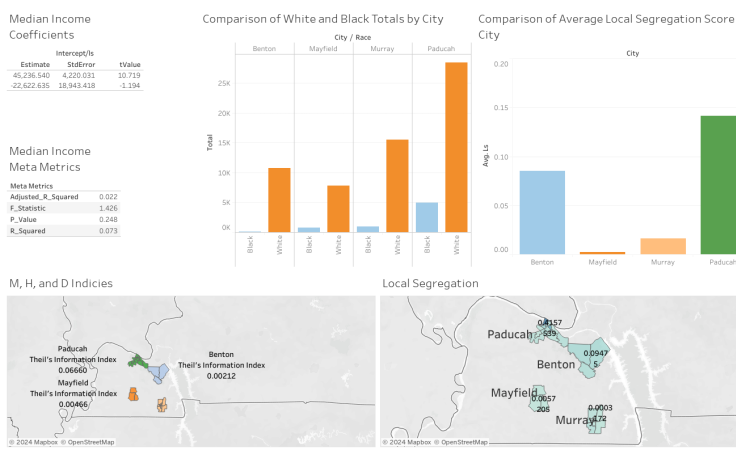 Median Income
Coefficients
Intercept/ls
Estimate StdError tValue
45,236.540 4,220.031 10.719
-22,622.635 18,943.418 -1.194
Median Income
Meta Metrics
Meta Metrics
Adjusted_R_Squared 0.022
F_Statistic 1.426
P_Value 0.248
R_Squared 0.073
Comparison of White and Black Totals by City
City / Race
Benton Mayfield Murray Paducah
Total
25K
20K
15K
10K
5K
0K
Black White Black White Black White Black White
Comparison of Average Local Segregation Score
City
City
Avg. Ls
0.20
0.15
0.10
0.05
0.00
Benton Mayfield Murray Paducah
M, H, and D Indicies
Paducah
Theil's Information Index
0.06660
Mayfield
Theil's Information Index
0.00466
Benton
Theil's Information Index
0.00212
© 2024 Mapbox © OpenStreetMap
Local Segregation
Paducah
Benton
0.0947
5
Mayfield
0.0057
205
Murray
0.0003
172
© 2024 Mapbox © OpenStreetMap